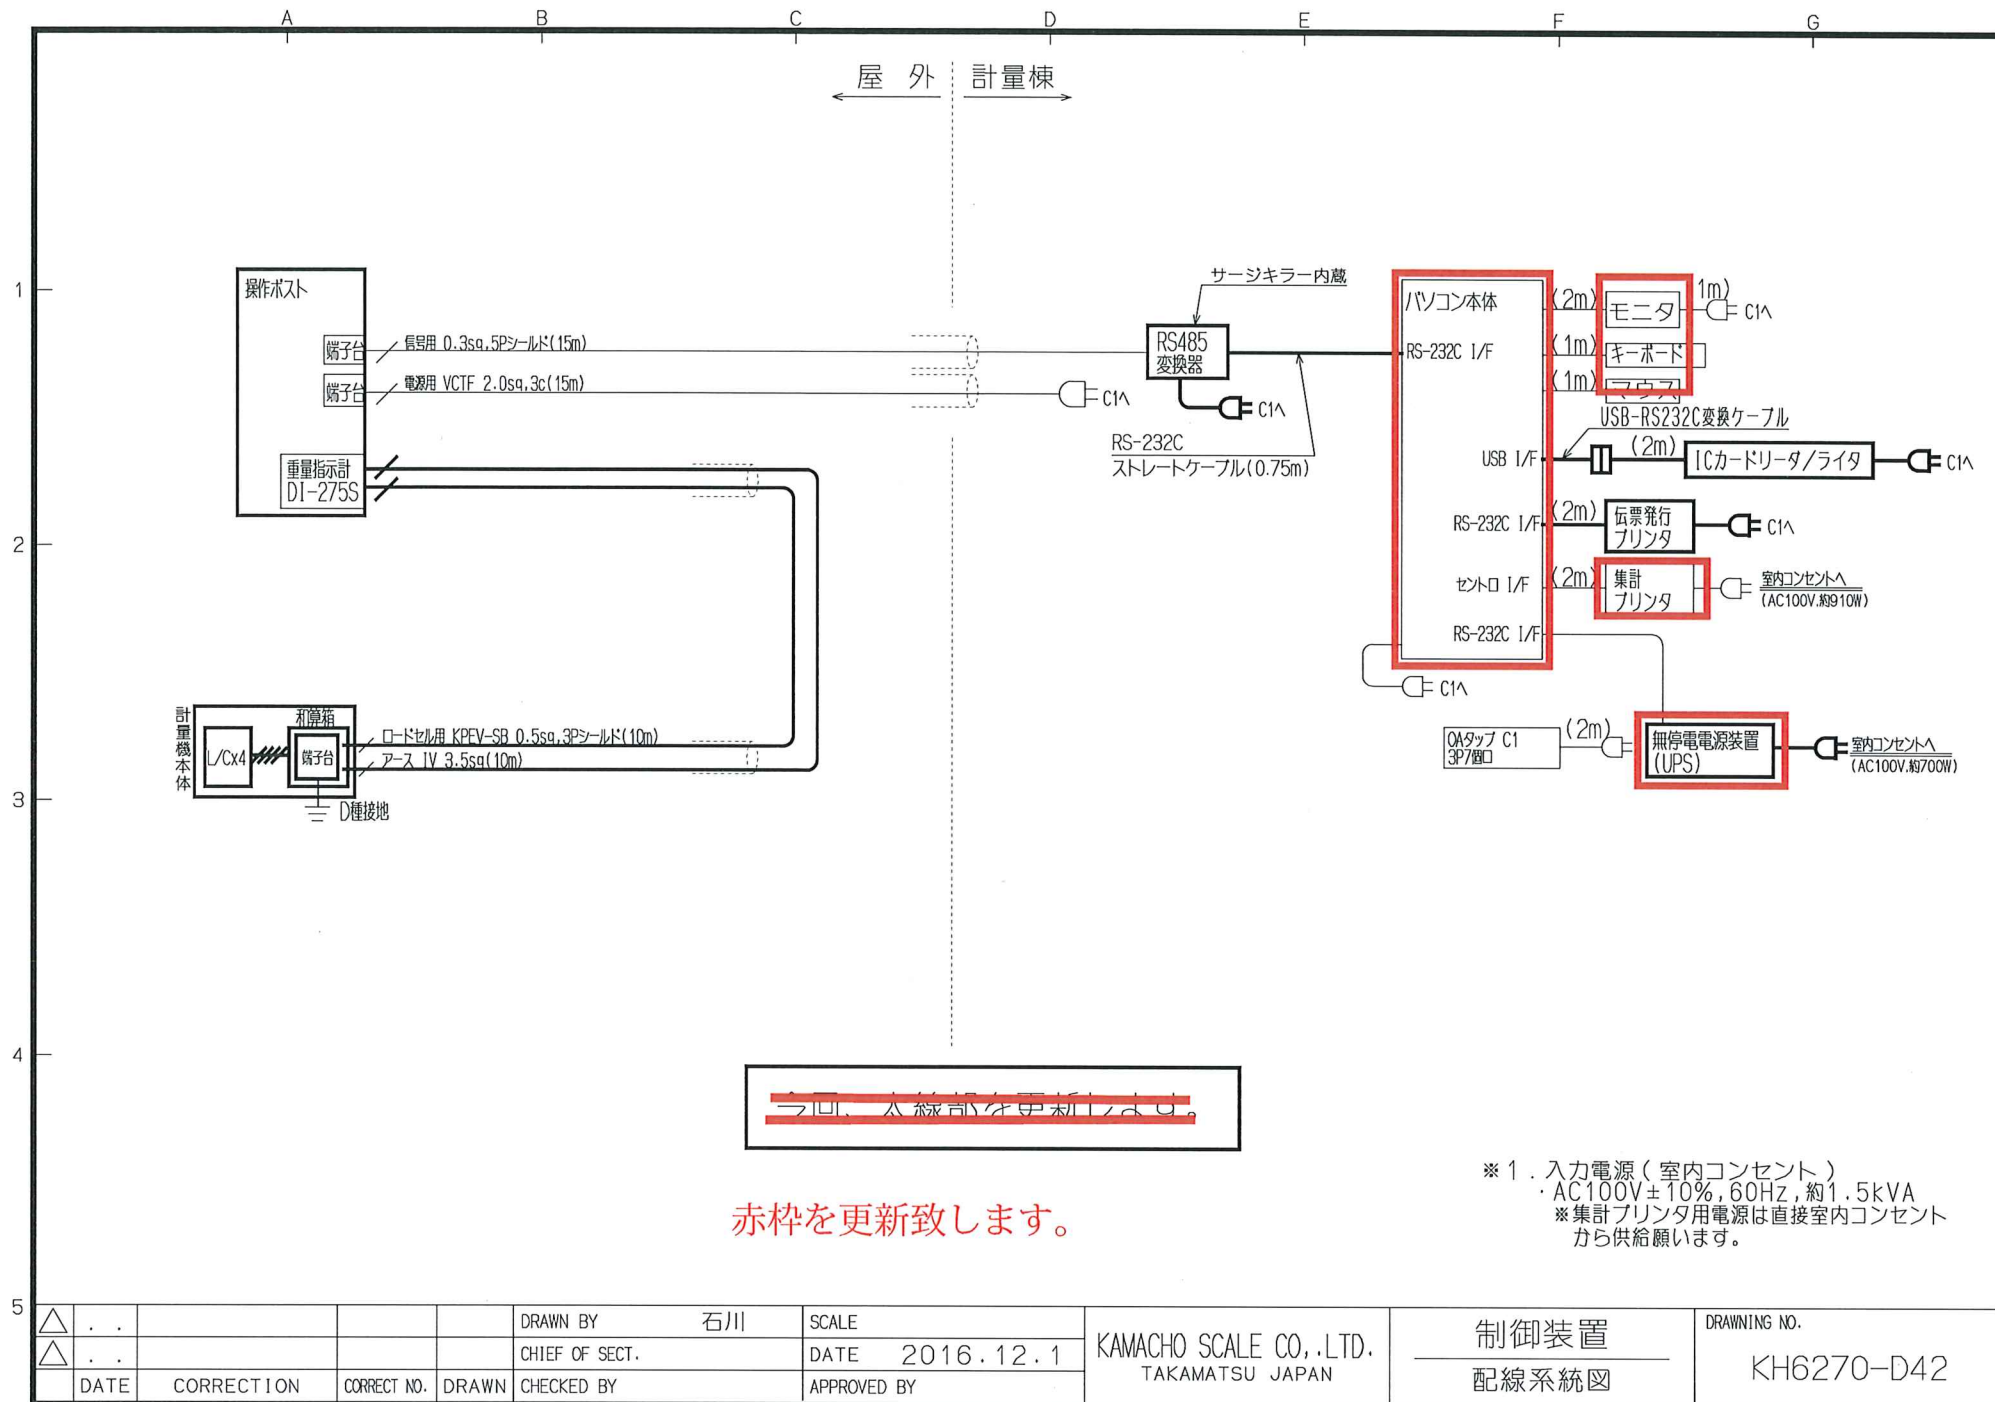 A B C D E F G
屋 外 計量棟
1
操作ポスト
端子台
信号用 0.3sq,5Pシールド(15m)
端子台
電源用 VCTF 2.0sq,3c(15m)
C1へ
重量指示計
DI-275S
サージキラー内蔵
RS485
変換器
C1へ
RS-232C
ストレートケーブル(0.75m)
パソコン本体
RS-232C I/F
(2m)
モニタ
1m)
C1へ
(1m)
キーボード
(1m)
マウス
USB-RS232C変換ケーブル
USB I/F
(2m)
ICカードリーダ/ライタ
C1へ
2
RS-232C I/F
(2m)
伝票発行
プリンタ
C1へ
セントロ I/F
(2m)
集計
プリンタ
室内コンセントへ
(AC100V,約910W)
RS-232C I/F
C1へ
計量機本体
L/Cx4
和算箱
端子台
ロードセル用 KPEV-SB 0.5sq,3Pシールド(10m)
アース IV 3.5sq(10m)
D種接地
OAタップ C1
3P7個口
(2m)
無停電電源装置
(UPS)
室内コンセントへ
(AC100V,約700W)
3
4
今回、太線部を更新します。
赤枠を更新致します。
※1.入力電源(室内コンセント)
・AC100V±10%,60Hz,約1.5kVA
※集計プリンタ用電源は直接室内コンセント
から供給願います。
5
△ . .
△ . .
DATE CORRECTION CORRECT NO. DRAWN
DRAWN BY 石川
CHIEF OF SECT.
CHECKED BY
SCALE
DATE 2016.12.1
APPROVED BY
KAMACHO SCALE CO,.LTD.
TAKAMATSU JAPAN
制御装置
配線系統図
DRAWING NO.
KH6270-D42